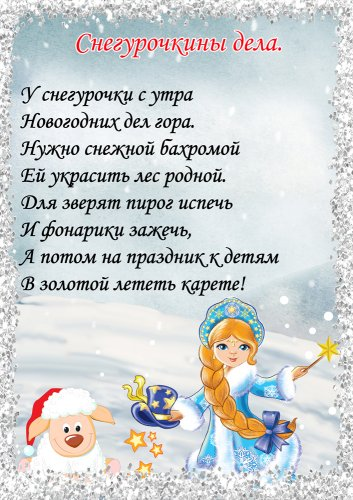 Снегурочкины дела.
У снегурочки с утра
Новогодних дел гора.
Нужно снежной бахромой
Ей украсить лес родной.
Для зверят пирог испечь
И фонарики зажечь,
А потом на праздник к детям
В золотой лететь карете!